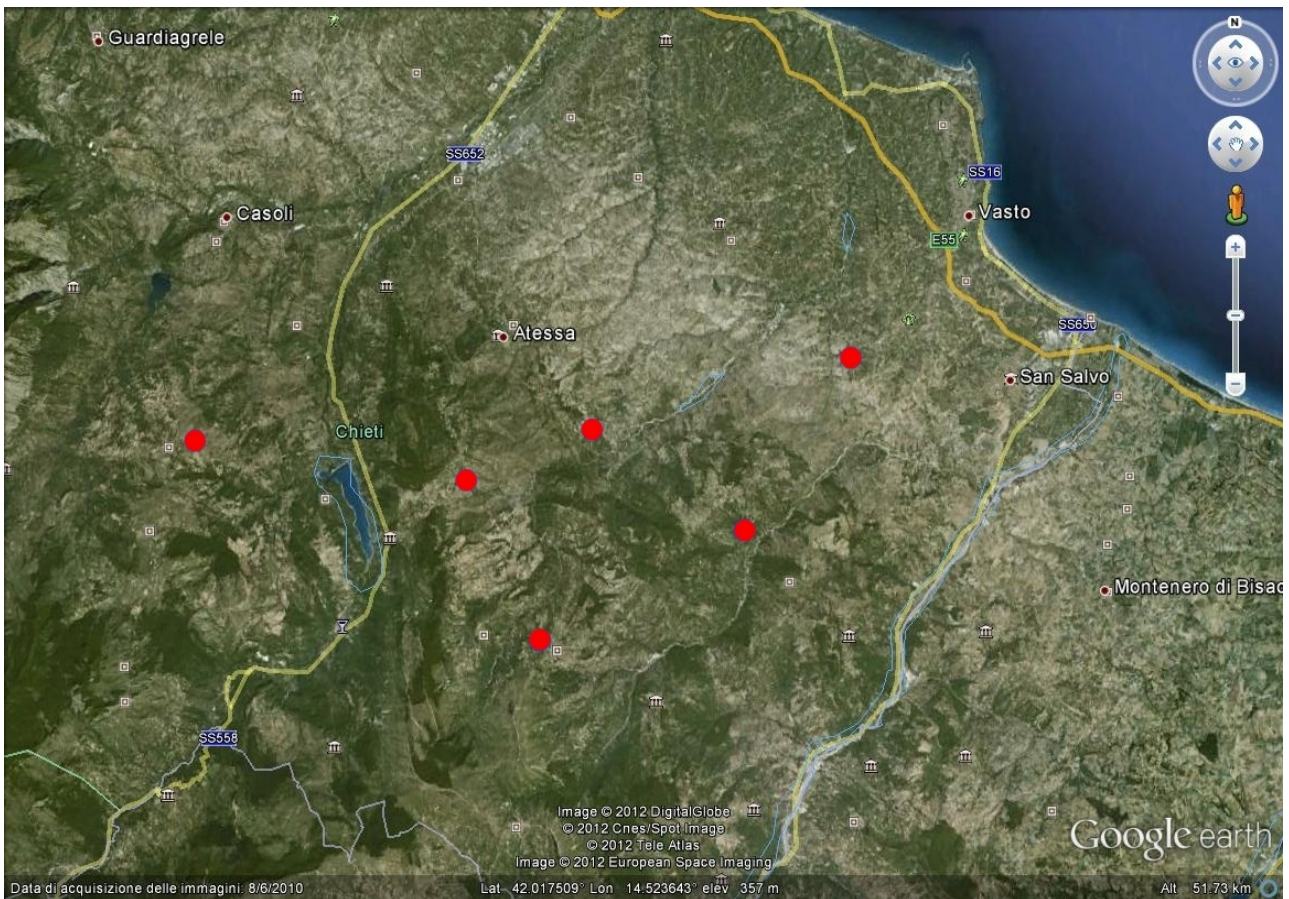 N
Guardiagrele
SS652
SS16
Casoli
Vasto
E55
SS650
Atessa
San Salvo
Chieti
Montenero di Bisac
SS558
Image © 2012 DigitalGlobe
© 2012 Cnes/Spot Image
© 2012 Tele Atlas
Image © 2012 European Space Imaging
Google earth
Data di acquisizione delle immagini: 8/6/2010
Lat 42.017509° Lon 14.523643° elev 357 m
Alt 51.73 km